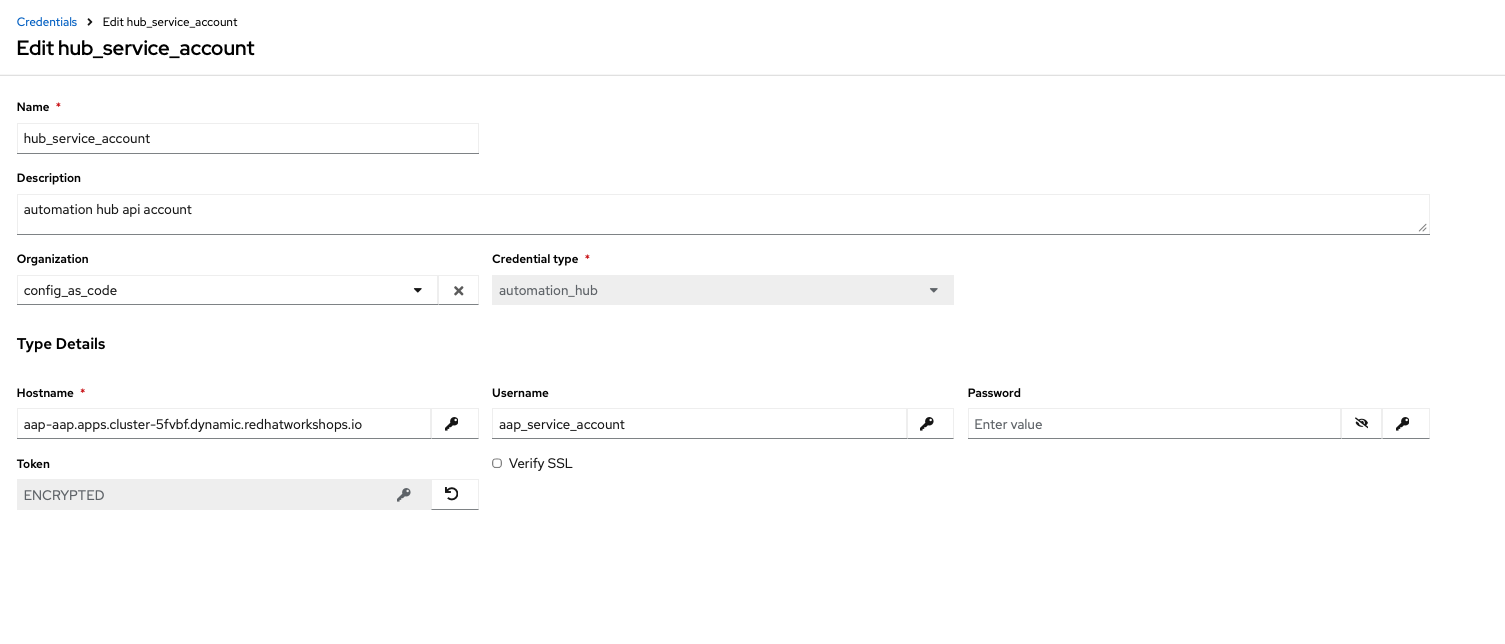 Credentials > Edit hub_service_account
Edit hub_service_account
Name *
hub_service_account
Description
automation hub api account
Organization Credential type *
config_as_code automation_hub
Type Details
Hostname * Username Password
aap-aap.apps.cluster-5fvbf.dynamic.redhatworkshops.io aap_service_account Enter value
Token Verify SSL
ENCRYPTED